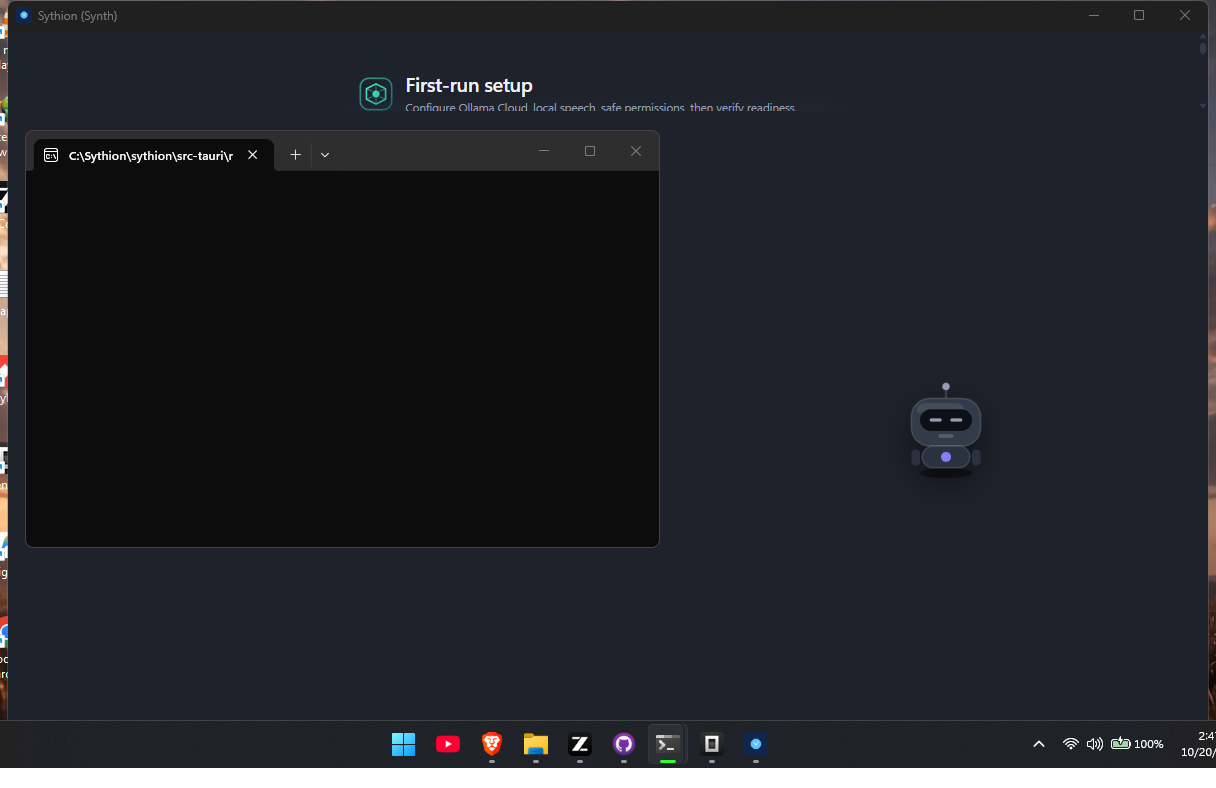 Sythion (Synth)
First-run setup
Configure Ollama Cloud, local speech, safe permissions, then verify readiness.
C:\Sythion\sythion\src-tauri\r
100%
2:4
10/20/